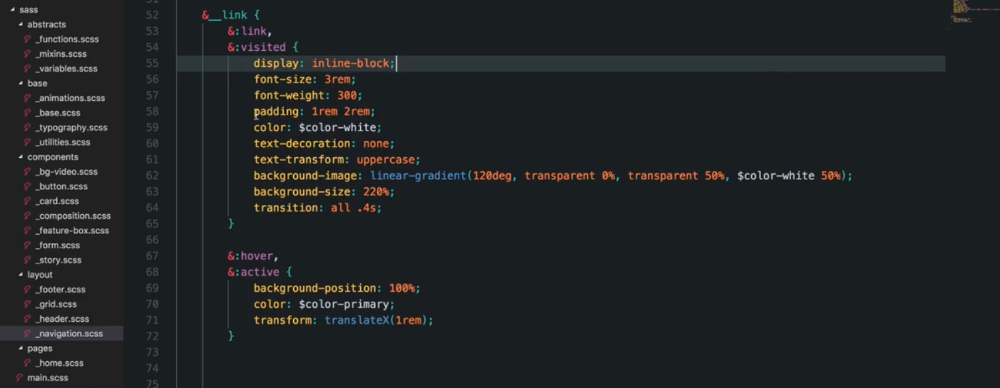 sass
abstracts
_functions.scss
_mixins.scss
_variables.scss
base
_animations.scss
_base.scss
_typography.scss
_utilities.scss
components
_bg-video.scss
_button.scss
_card.scss
_composition.scss
_feature-box.scss
_form.scss
_story.scss
layout
_footer.scss
_grid.scss
_header.scss
_navigation.scss
pages
_home.scss
main.scss
51
52 &__link {
53 &:link,
54 &:visited {
55 display: inline-block;
56 font-size: 3rem;
57 font-weight: 300;
58 padding: 1rem 2rem;
59 color: $color-white;
60 text-decoration: none;
61 text-transform: uppercase;
62 background-image: linear-gradient(120deg, transparent 0%, transparent 50%, $color-white 50%);
63 background-size: 220%;
64 transition: all .4s;
65 }
66
67 &:hover,
68 &:active {
69 background-position: 100%;
70 color: $color-primary;
71 transform: translateX(1rem);
72 }
73
74
75